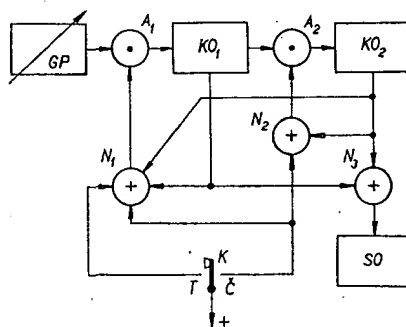 A₁ A₂
GP • KO₁ • KO₂
N₂ +
N₁ N₃
+ +
K SO
T Č
+